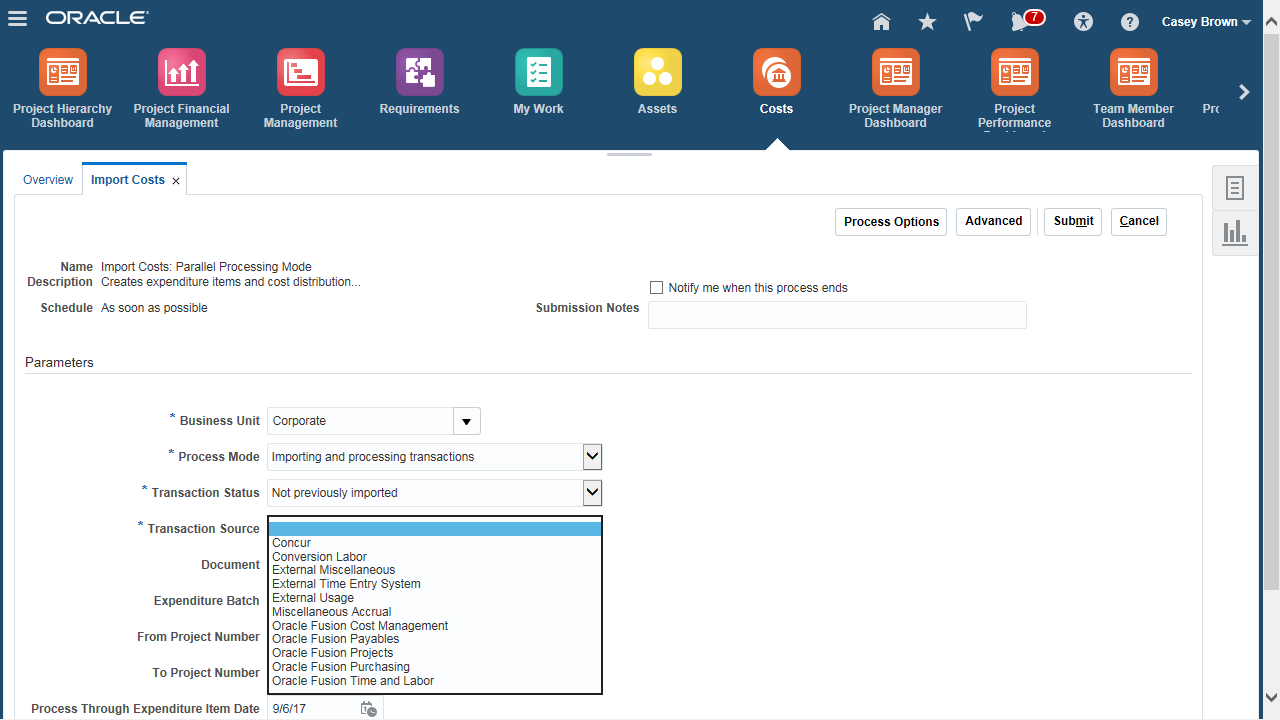 ORACLE
7
Casey Brown
Project Hierarchy Dashboard
Project Financial Management
Project Management
Requirements
My Work
Assets
Costs
Project Manager Dashboard
Project Performance
Team Member Dashboard
Overview
Import Costs
Process Options
Advanced
Submit
Cancel
Name Import Costs: Parallel Processing Mode
Description Creates expenditure items and cost distribution...
Notify me when this process ends
Schedule As soon as possible
Submission Notes
Parameters
* Business Unit Corporate
* Process Mode Importing and processing transactions
* Transaction Status Not previously imported
* Transaction Source
Concur
Conversion Labor
External Miscellaneous
External Time Entry System
External Usage
Miscellaneous Accrual
Oracle Fusion Cost Management
Oracle Fusion Payables
Oracle Fusion Projects
Oracle Fusion Purchasing
Oracle Fusion Time and Labor
Document
Expenditure Batch
From Project Number
To Project Number
Process Through Expenditure Item Date 9/6/17